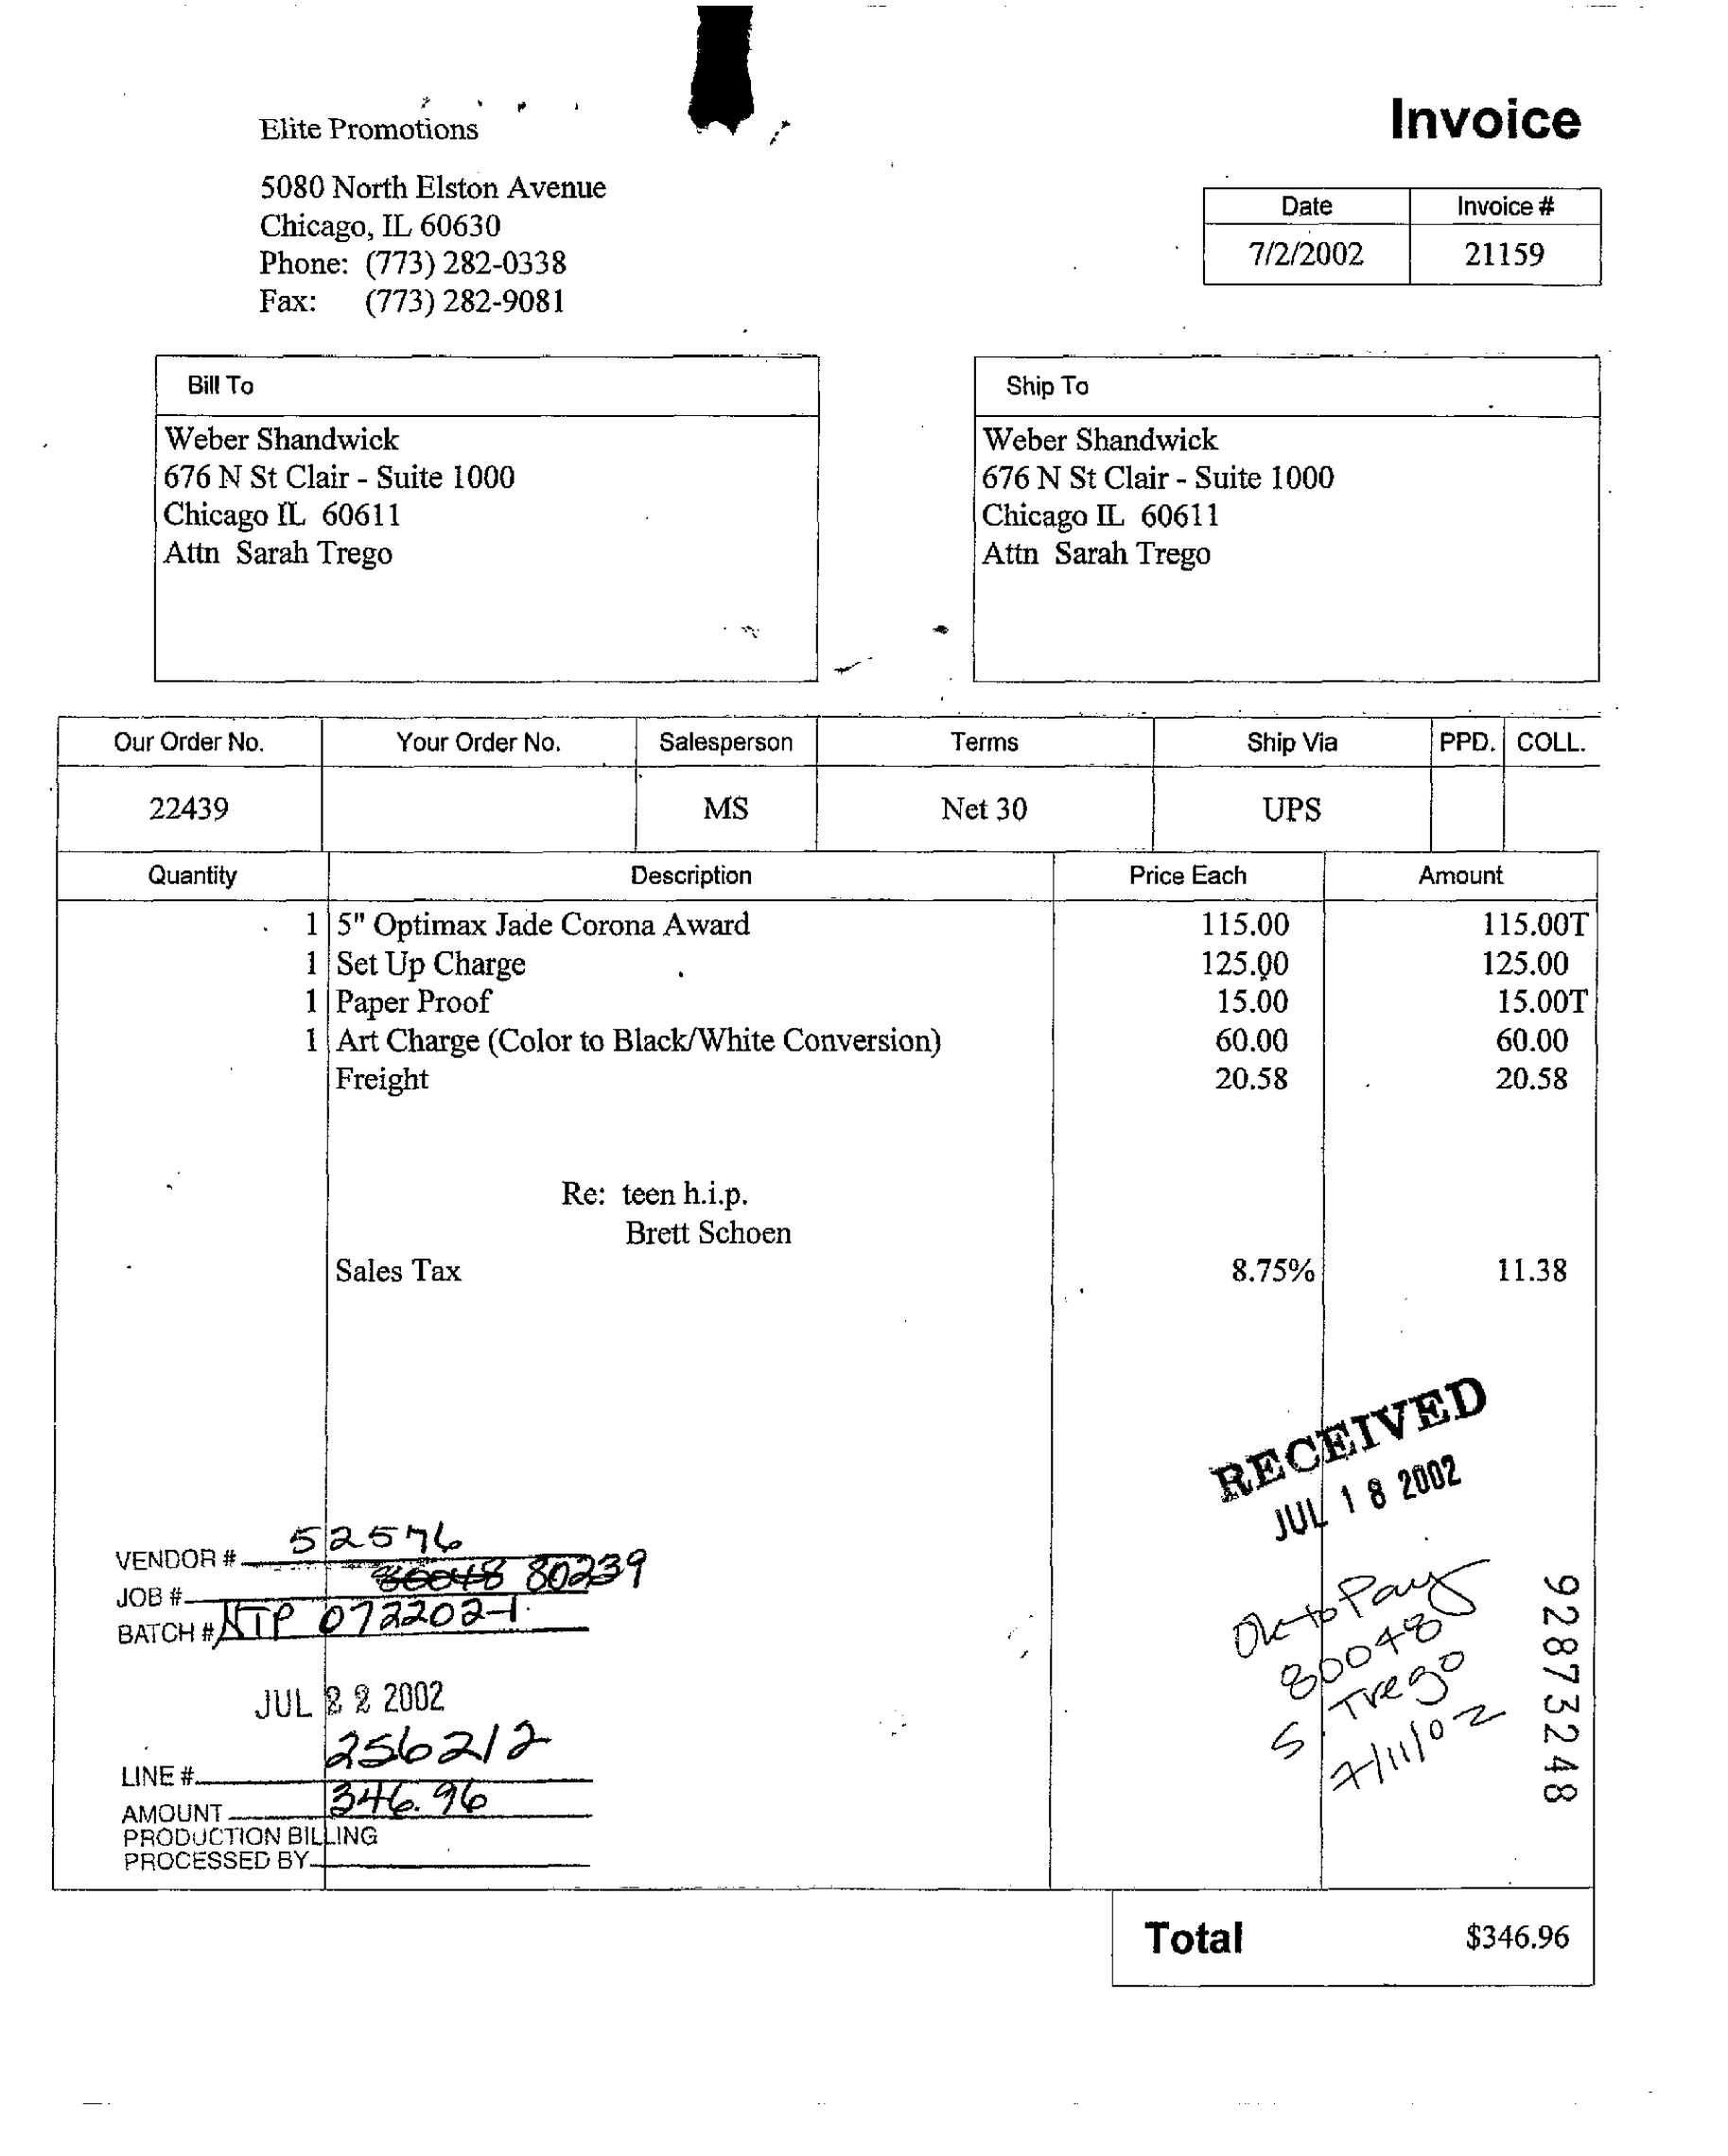 Elite Promotions
Invoice
5080 North Elston Avenue
Chicago, IL 60630
Phone: (773) 282-0338
Fax: (773) 282-9081
Date Invoice #
7/2/2002 21159
Bill To
Weber Shandwick
676 N St Clair - Suite 1000
Chicago IL 60611
Attn Sarah Trego
Ship To
Weber Shandwick
676 N St Clair - Suite 1000
Chicago IL 60611
Attn Sarah Trego
Our Order No. Your Order No. Salesperson Terms Ship Via PPD. COLL.
22439 MS Net 30 UPS
Quantity Description Price Each Amount
1 5" Optimax Jade Corona Award 115.00 115.00T
1 Set Up Charge 125.00 125.00
1 Paper Proof 15.00 15.00T
1 Art Charge (Color to Black/White Conversion) 60.00 60.00
Freight 20.58 20.58
Re: teen h.i.p.
Brett Schoen
Sales Tax 8.75% 11.38
RECEIVED
JUL 18 2002
VENDOR # 52576
JOB # 80048 80239
BATCH # NTP 072202-1
JUL 22 2002
LINE # 256212
AMOUNT 346.96
PRODUCTION BILLING
PROCESSED BY
Ok to Pay
80048
S. Trego
7/11/02
92873248
Total $346.96